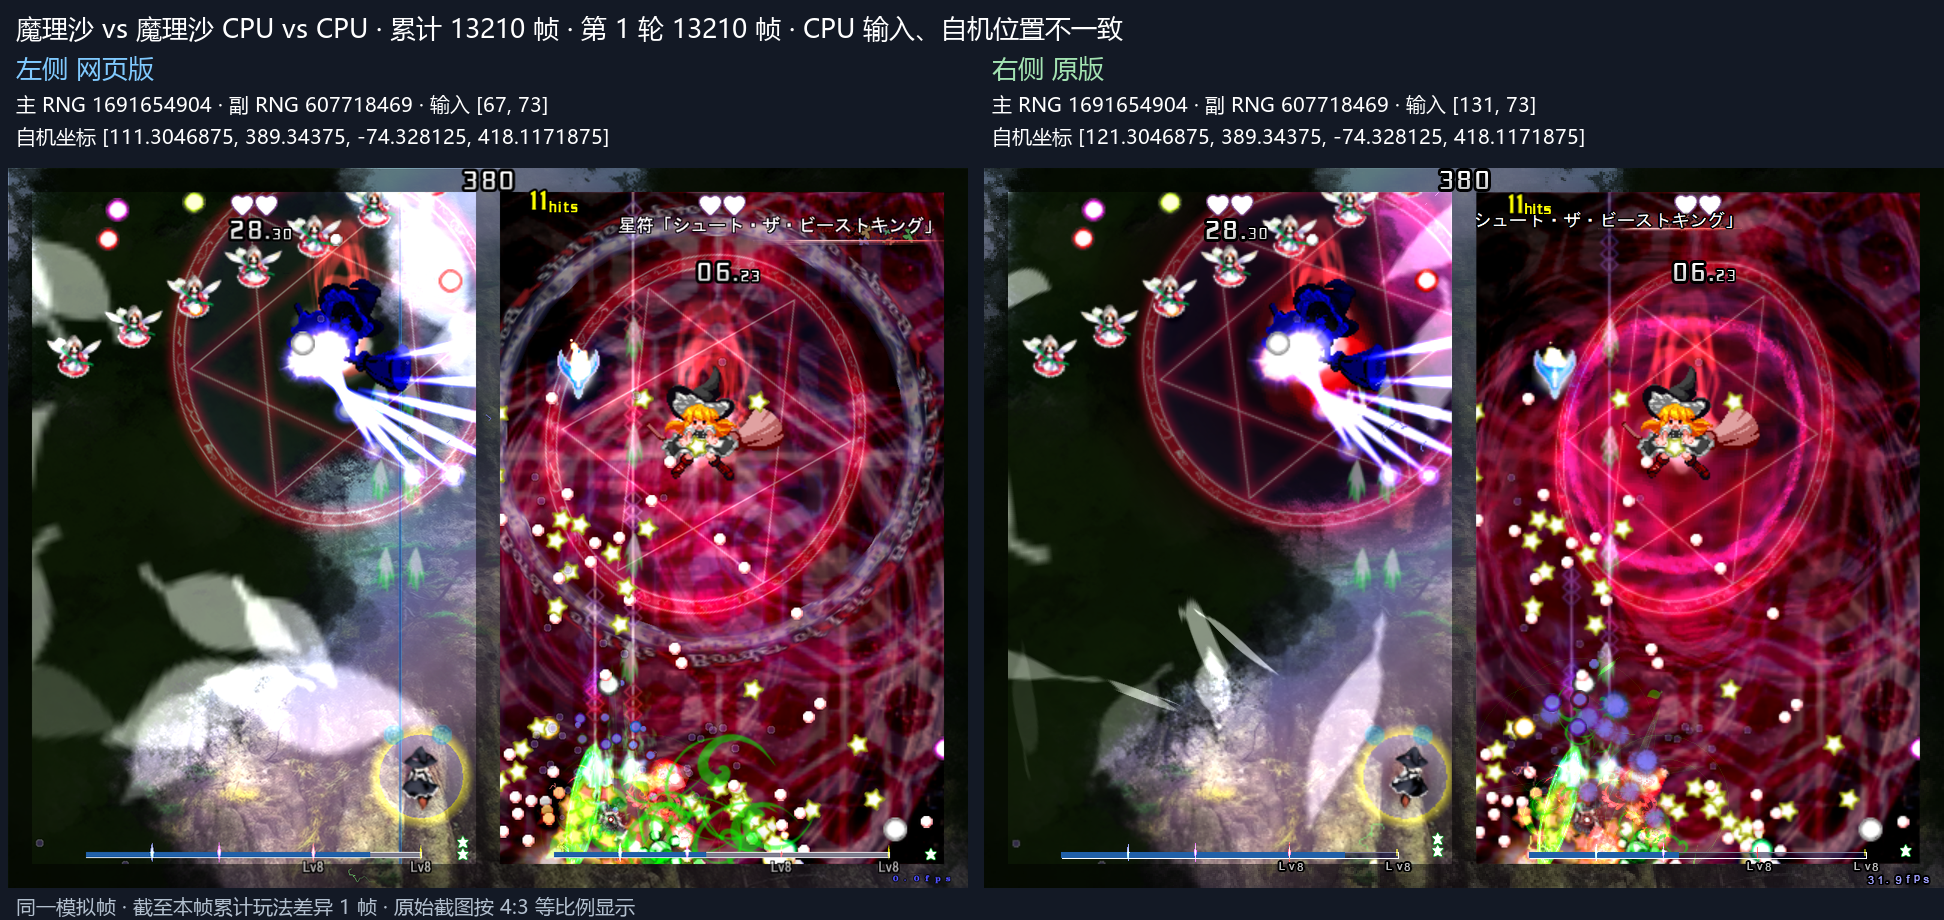 魔理沙 vs 魔理沙 CPU vs CPU · 累计 13210 帧 · 第 1 轮 13210 帧 · CPU 输入、自机位置不一致
左侧 网页版
主 RNG 1691654904 · 副 RNG 607718469 · 输入 [67, 73]
自机坐标 [111.3046875, 389.34375, -74.328125, 418.1171875]
右侧 原版
主 RNG 1691654904 · 副 RNG 607718469 · 输入 [131, 73]
自机坐标 [121.3046875, 389.34375, -74.328125, 418.1171875]
380
11hits
星符「シュート・ザ・ビーストキング」
28.30
06.23
Lv8
Lv8
Lv8
Lv8
0.0fps
380
11hits
シュート・ザ・ビーストキング」
28.30
06.23
Lv8
Lv8
Lv8
Lv8
31.9fps
同一模拟帧 · 截至本帧累计玩法差异 1 帧 · 原始截图按 4:3 等比例显示